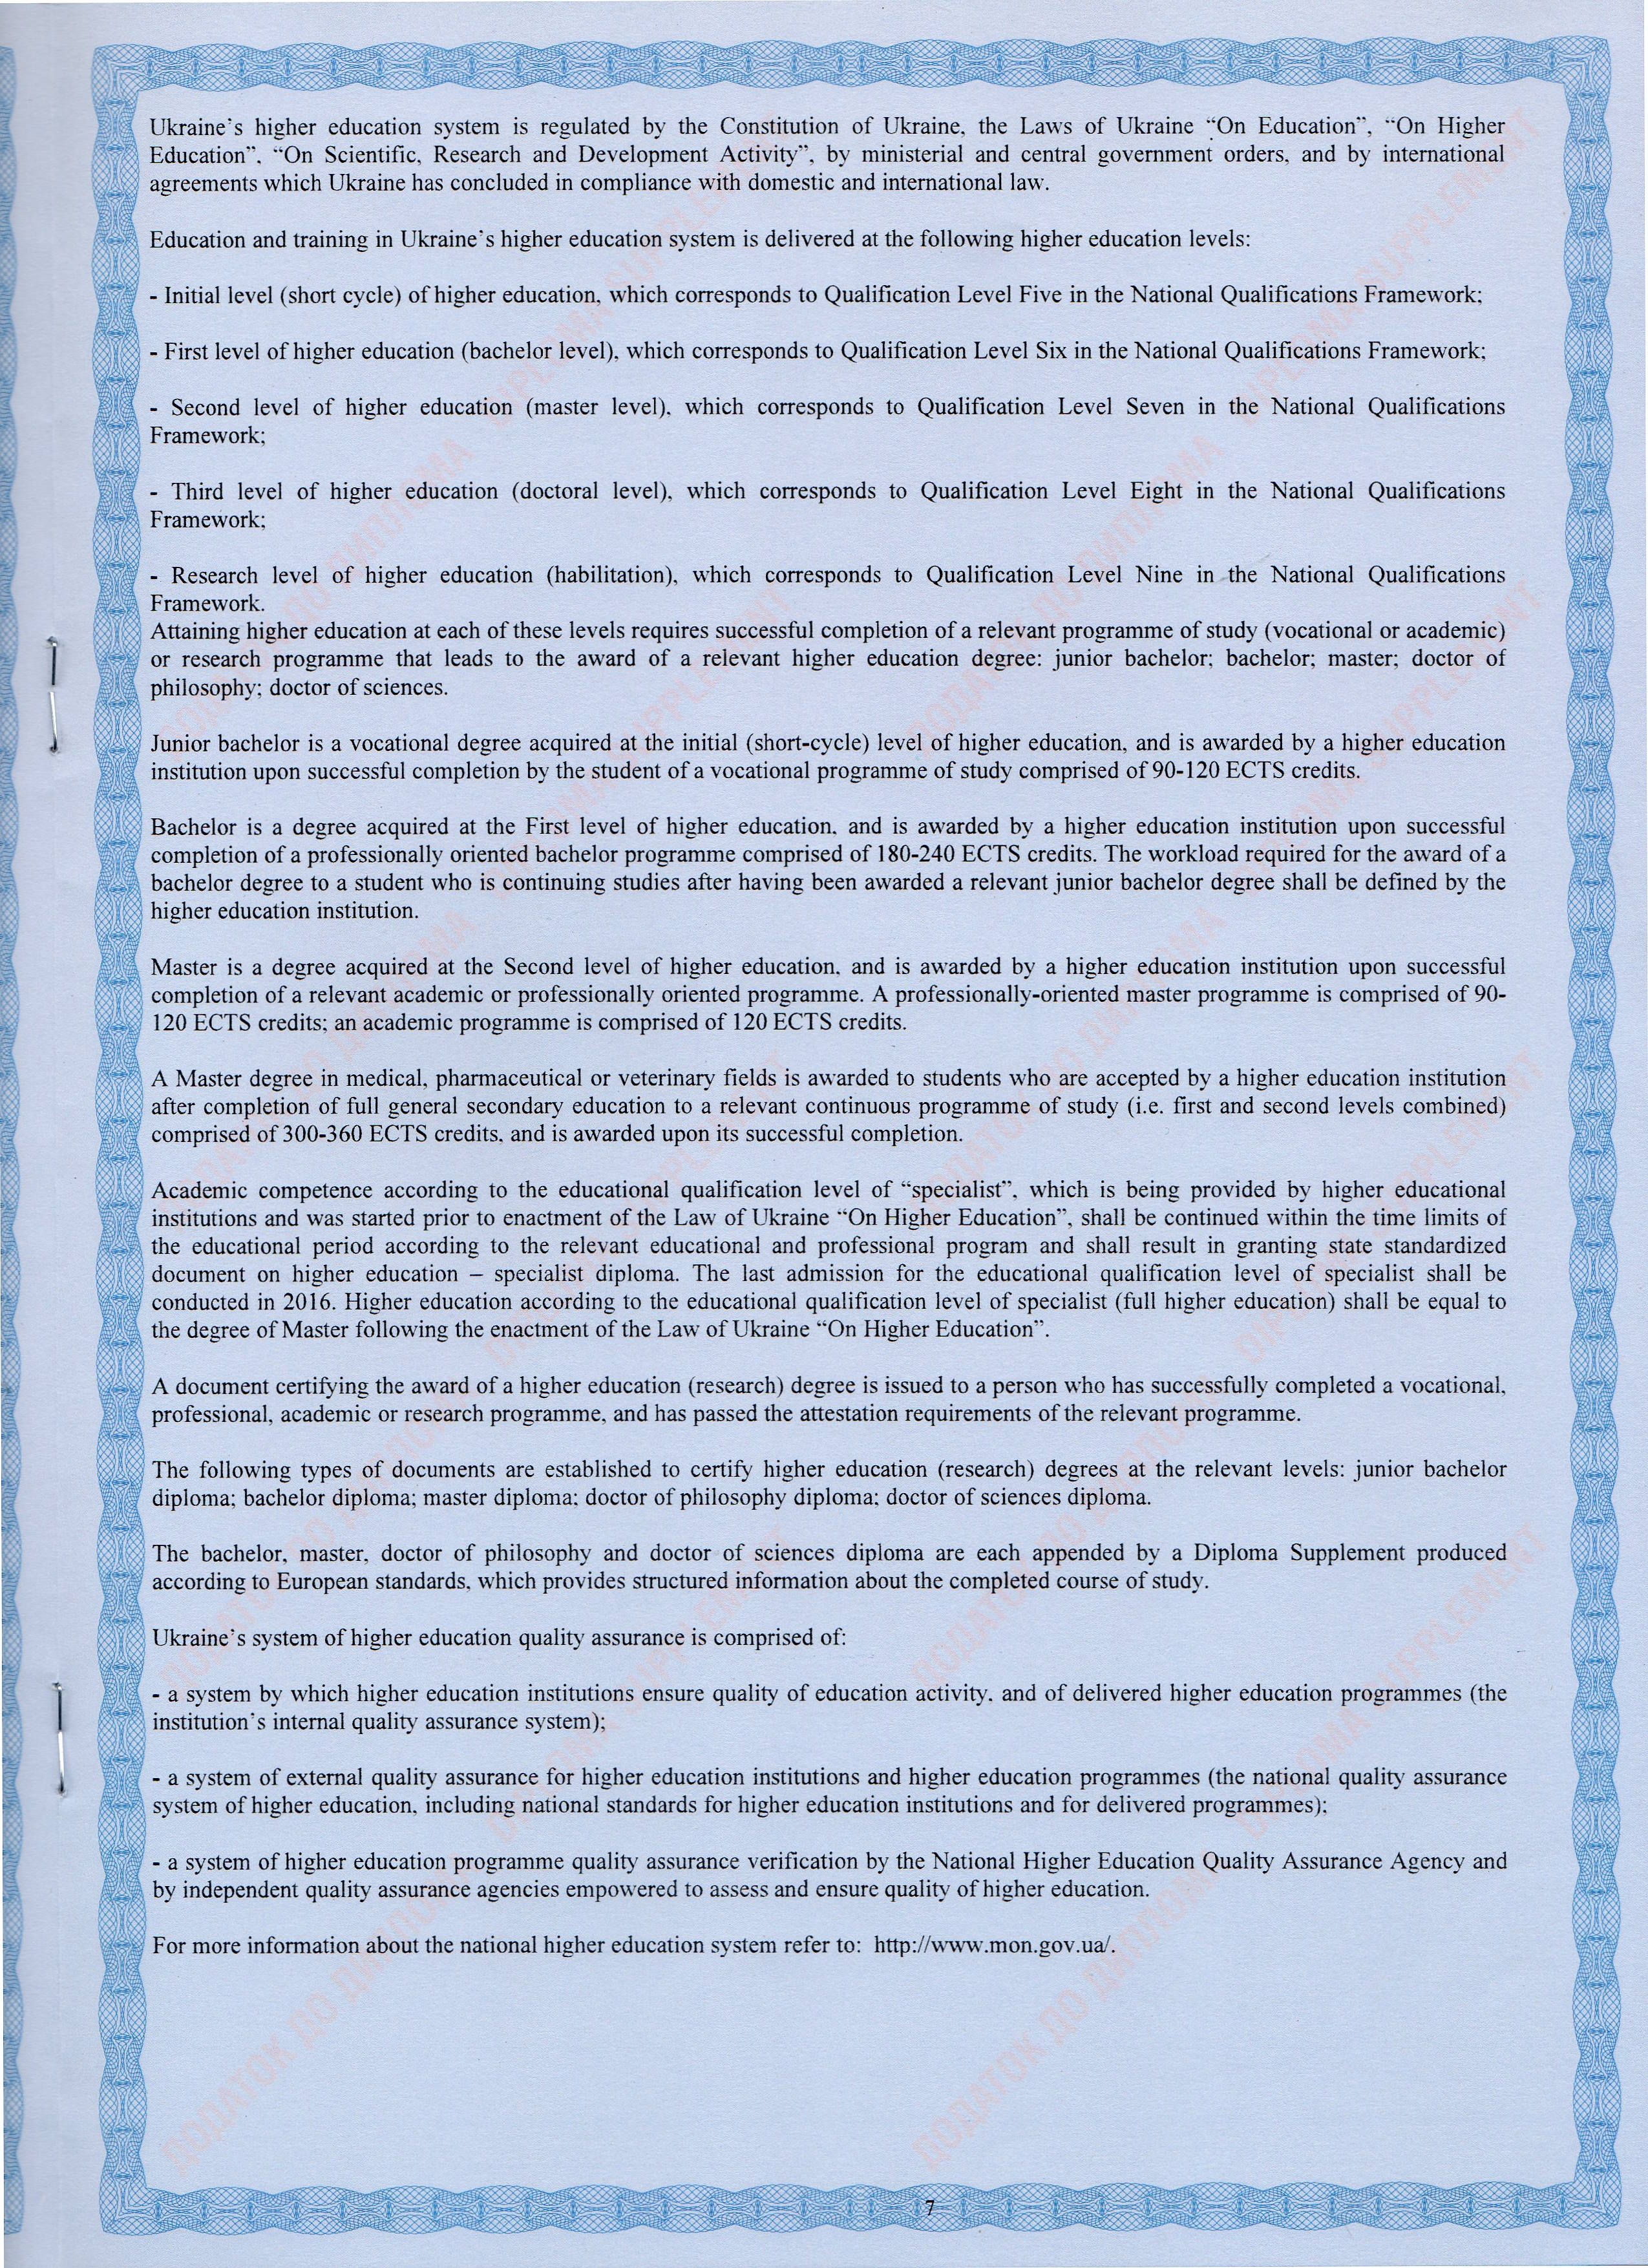 Ukraine's higher education system is regulated by the Constitution of Ukraine, the Laws of Ukraine “On Education”, “On Higher
Education”, “On Scientific, Research and Development Activity”, by ministerial and central government orders, and by international
agreements which Ukraine has concluded in compliance with domestic and international law.
Education and training in Ukraine's higher education system is delivered at the following higher education levels:
- Initial level (short cycle) of higher education, which corresponds to Qualification Level Five in the National Qualifications Framework;
- First level of higher education (bachelor level), which corresponds to Qualification Level Six in the National Qualifications Framework;
- Second level of higher education (master level), which corresponds to Qualification Level Seven in the National Qualifications
Framework;
- Third level of higher education (doctoral level), which corresponds to Qualification Level Eight in the National Qualifications
Framework;
- Research level of higher education (habilitation), which corresponds to Qualification Level Nine in the National Qualifications
Framework.
Attaining higher education at each of these levels requires successful completion of a relevant programme of study (vocational or academic)
or research programme that leads to the award of a relevant higher education degree: junior bachelor; bachelor; master; doctor of
philosophy; doctor of sciences.
Junior bachelor is a vocational degree acquired at the initial (short-cycle) level of higher education, and is awarded by a higher education
institution upon successful completion by the student of a vocational programme of study comprised of 90-120 ECTS credits.
Bachelor is a degree acquired at the First level of higher education, and is awarded by a higher education institution upon successful
completion of a professionally oriented bachelor programme comprised of 180-240 ECTS credits. The workload required for the award of a
bachelor degree to a student who is continuing studies after having been awarded a relevant junior bachelor degree shall be defined by the
higher education institution.
Master is a degree acquired at the Second level of higher education, and is awarded by a higher education institution upon successful
completion of a relevant academic or professionally oriented programme. A professionally-oriented master programme is comprised of 90-
120 ECTS credits; an academic programme is comprised of 120 ECTS credits.
A Master degree in medical, pharmaceutical or veterinary fields is awarded to students who are accepted by a higher education institution
after completion of full general secondary education to a relevant continuous programme of study (i.e. first and second levels combined)
comprised of 300-360 ECTS credits, and is awarded upon its successful completion.
Academic competence according to the educational qualification level of “specialist”, which is being provided by higher educational
institutions and was started prior to enactment of the Law of Ukraine “On Higher Education”, shall be continued within the time limits of
the educational period according to the relevant educational and professional program and shall result in granting state standardized
document on higher education – specialist diploma. The last admission for the educational qualification level of specialist shall be
conducted in 2016. Higher education according to the educational qualification level of specialist (full higher education) shall be equal to
the degree of Master following the enactment of the Law of Ukraine “On Higher Education”.
A document certifying the award of a higher education (research) degree is issued to a person who has successfully completed a vocational,
professional, academic or research programme, and has passed the attestation requirements of the relevant programme.
The following types of documents are established to certify higher education (research) degrees at the relevant levels: junior bachelor
diploma; bachelor diploma; master diploma; doctor of philosophy diploma; doctor of sciences diploma.
The bachelor, master, doctor of philosophy and doctor of sciences diploma are each appended by a Diploma Supplement produced
according to European standards, which provides structured information about the completed course of study.
Ukraine's system of higher education quality assurance is comprised of:
- a system by which higher education institutions ensure quality of education activity, and of delivered higher education programmes (the
institution's internal quality assurance system);
- a system of external quality assurance for higher education institutions and higher education programmes (the national quality assurance
system of higher education, including national standards for higher education institutions and for delivered programmes);
- a system of higher education programme quality assurance verification by the National Higher Education Quality Assurance Agency and
by independent quality assurance agencies empowered to assess and ensure quality of higher education.
For more information about the national higher education system refer to: http://www.mon.gov.ua/.
7